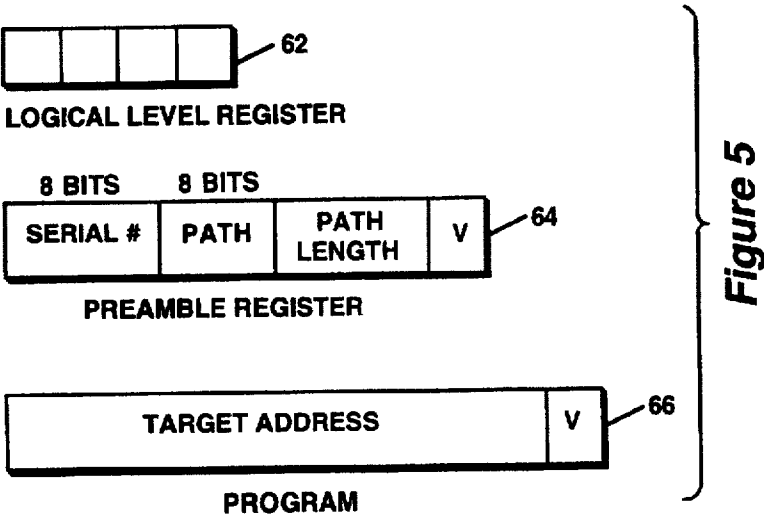 62
LOGICAL LEVEL REGISTER
8 BITS 8 BITS
SERIAL # PATH PATH LENGTH V 64
PREAMBLE REGISTER
TARGET ADDRESS V 66
PROGRAM
Figure 5